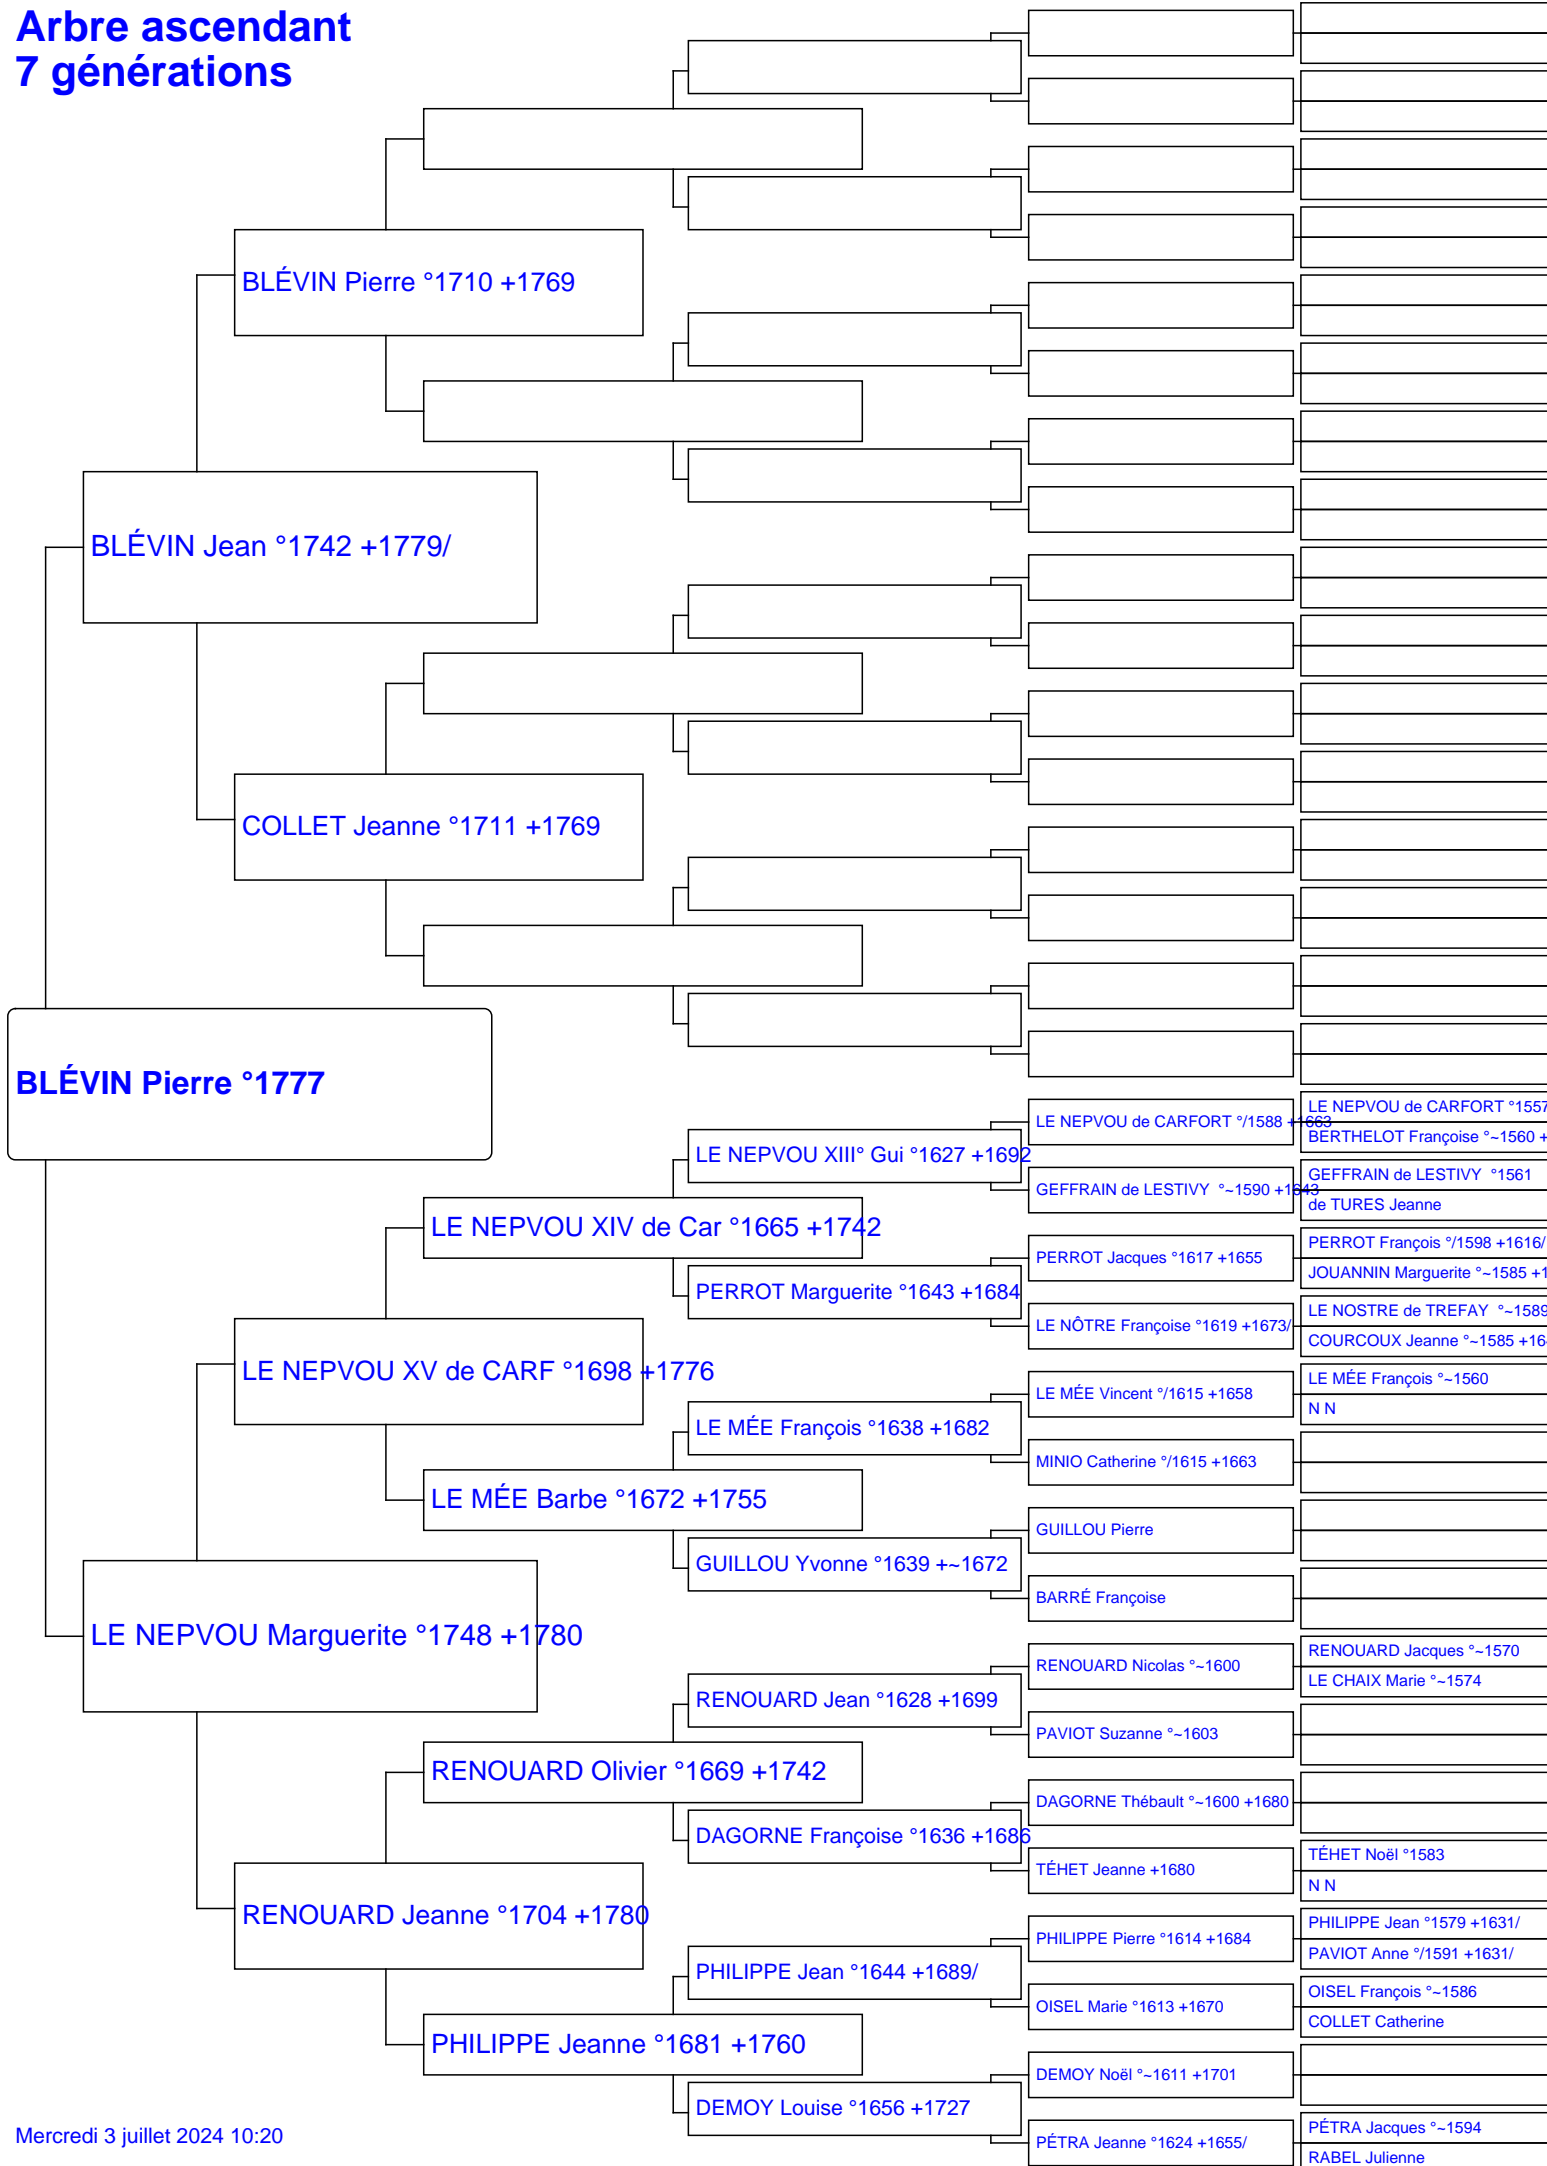 Arbre ascendant
7 générations
BLÉVIN Pierre °1710 +1769
BLÉVIN Jean °1742 +1779/
COLLET Jeanne °1711 +1769
BLÉVIN Pierre °1777
LE NEPVOU de CARFORT °/1588 +1663
LE NEPVOU de CARFORT °1557
BERTHELOT Françoise °~1560 +
LE NEPVOU XIII° Gui °1627 +1692
GEFFRAIN de LESTIVY °~1590 +1643
GEFFRAIN de LESTIVY °1561
de TURES Jeanne
LE NEPVOU XIV de Car °1665 +1742
PERROT Jacques °1617 +1655
PERROT François °/1598 +1616/
JOUANNIN Marguerite °~1585 +1
PERROT Marguerite °1643 +1684
LE NÔTRE Françoise °1619 +1673/
LE NOSTRE de TREFAY °~1589
COURCOUX Jeanne °~1585 +16
LE NEPVOU XV de CARF °1698 +1776
LE MÉE Vincent °/1615 +1658
LE MÉE François °~1560
N N
LE MÉE François °1638 +1682
MINIO Catherine °/1615 +1663
LE MÉE Barbe °1672 +1755
GUILLOU Pierre
GUILLOU Yvonne °1639 +~1672
BARRÉ Françoise
LE NEPVOU Marguerite °1748 +1780
RENOUARD Nicolas °~1600
RENOUARD Jacques °~1570
LE CHAIX Marie °~1574
RENOUARD Jean °1628 +1699
PAVIOT Suzanne °~1603
RENOUARD Olivier °1669 +1742
DAGORNE Thébault °~1600 +1680
DAGORNE Françoise °1636 +1686
TÉHET Jeanne +1680
TÉHET Noël °1583
N N
RENOUARD Jeanne °1704 +1780
PHILIPPE Pierre °1614 +1684
PHILIPPE Jean °1579 +1631/
PAVIOT Anne °/1591 +1631/
PHILIPPE Jean °1644 +1689/
OISEL Marie °1613 +1670
OISEL François °~1586
COLLET Catherine
PHILIPPE Jeanne °1681 +1760
DEMOY Noël °~1611 +1701
DEMOY Louise °1656 +1727
PÉTRA Jeanne °1624 +1655/
PÉTRA Jacques °~1594
RABEL Julienne
Mercredi 3 juillet 2024 10:20